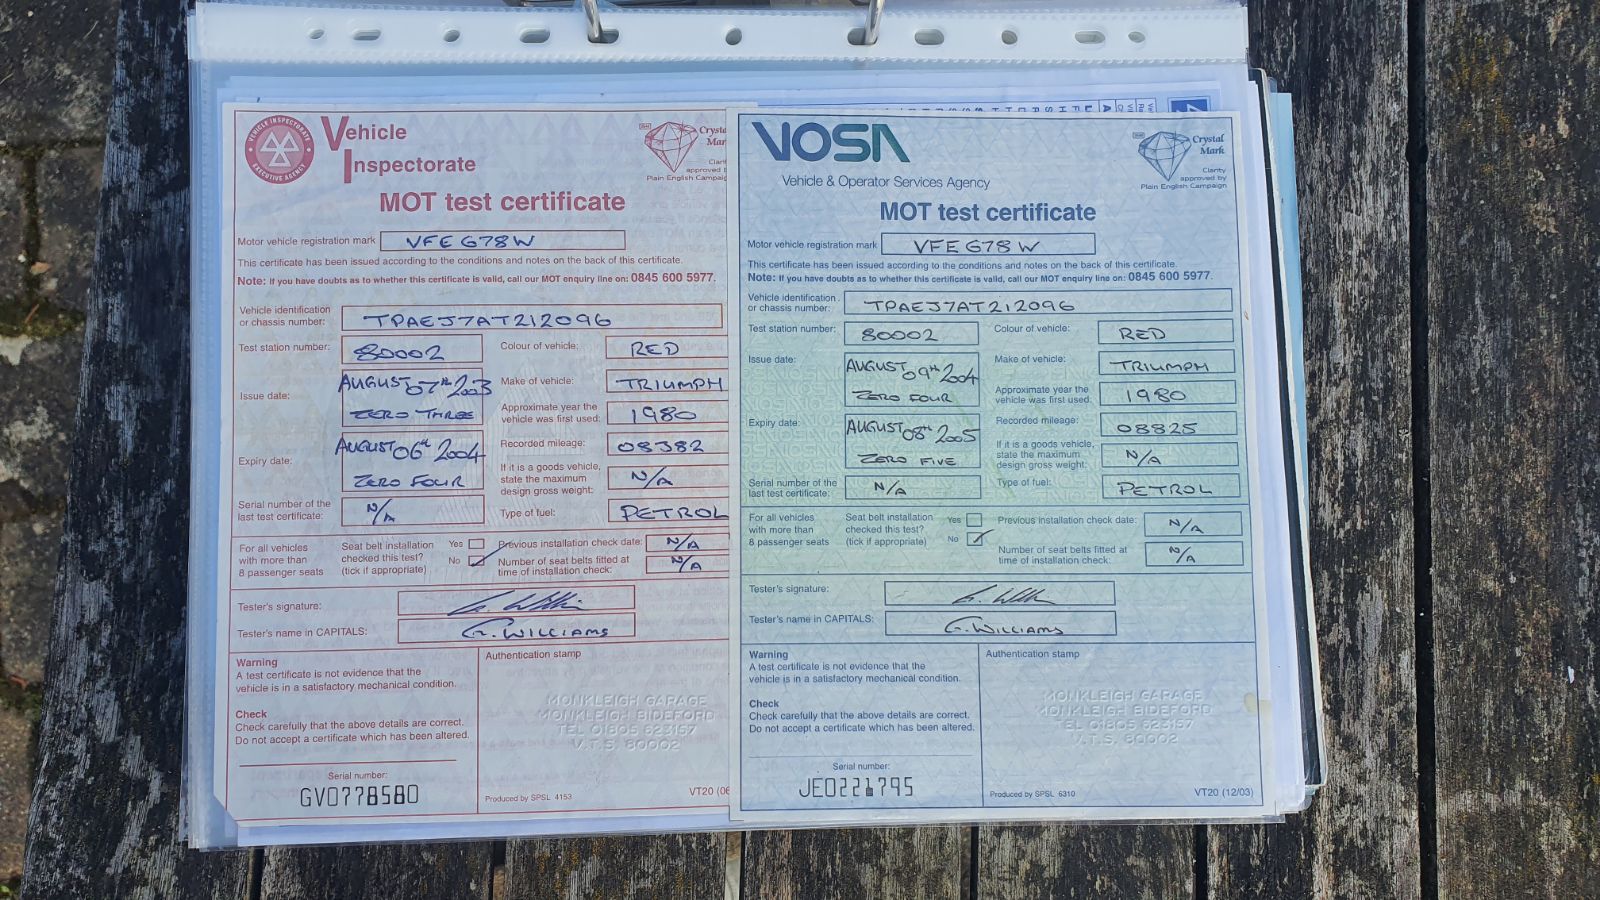 Vehicle
Inspectorate
VEHICLE INSPECTORATE
EXECUTIVE AGENCY
Crysta
Mark
Clarit
approved b
Plain English Campaig
MOT test certificate
Motor vehicle registration mark VFE 678 W
This certificate has been issued according to the conditions and notes on the back of this certificate.
Note: If you have doubts as to whether this certificate is valid, call our MOT enquiry line on: 0845 600 5977.
Vehicle identification
or chassis number: TPAEJ7AT212096
Test station number: 80002
Colour of vehicle: RED
Issue date: AUGUST 07TH 2003
ZERO THREE
Make of vehicle: TRIUMPH
Approximate year the
vehicle was first used: 1980
Expiry date: AUGUST 06th 2004
ZERO FOUR
Recorded mileage: 08382
If it is a goods vehicle,
state the maximum
design gross weight: N/A
Serial number of the
last test certificate: N/A
Type of fuel: PETROL
For all vehicles
with more than
8 passenger seats
Seat belt installation
checked this test?
(tick if appropriate)
Yes
No
Previous installation check date: N/A
Number of seat belts fitted at
time of installation check: N/A
Tester's signature:
Tester's name in CAPITALS: G. WILLIAMS
Warning
A test certificate is not evidence that the
vehicle is in a satisfactory mechanical condition.
Check
Check carefully that the above details are correct.
Do not accept a certificate which has been altered.
Serial number:
GV0778580
Authentication stamp
MONKLEIGH GARAGE
MONKLEIGH BIDEFORD
TEL 01805 623157
V.T.S. 80002
Produced by SPSL 4153
VT20 (06
VOSA
Vehicle & Operator Services Agency
Crystal
Mark
Clarity
approved by
Plain English Campaign
MOT test certificate
Motor vehicle registration mark VFE 678 W
This certificate has been issued according to the conditions and notes on the back of this certificate.
Note: If you have doubts as to whether this certificate is valid, call our MOT enquiry line on: 0845 600 5977.
Vehicle identification
or chassis number: TPAEJ7AT212096
Test station number: 80002
Colour of vehicle: RED
Issue date: AUGUST 09TH 2004
ZERO FOUR
Make of vehicle: TRIUMPH
Approximate year the
vehicle was first used: 1980
Expiry date: AUGUST 08TH 2005
ZERO FIVE
Recorded mileage: 08825
If it is a goods vehicle,
state the maximum
design gross weight: N/A
Serial number of the
last test certificate: N/A
Type of fuel: PETROL
For all vehicles
with more than
8 passenger seats
Seat belt installation
checked this test?
(tick if appropriate)
Yes
No
Previous installation check date: N/A
Number of seat belts fitted at
time of installation check: N/A
Tester's signature:
Tester's name in CAPITALS: G. WILLIAMS
Warning
A test certificate is not evidence that the
vehicle is in a satisfactory mechanical condition.
Check
Check carefully that the above details are correct.
Do not accept a certificate which has been altered.
Serial number:
JE0221795
Authentication stamp
MONKLEIGH GARAGE
MONKLEIGH BIDEFORD
TEL 01805 623157
V.T.S. 80002
Produced by SPSL 6310
VT20 (12/03)